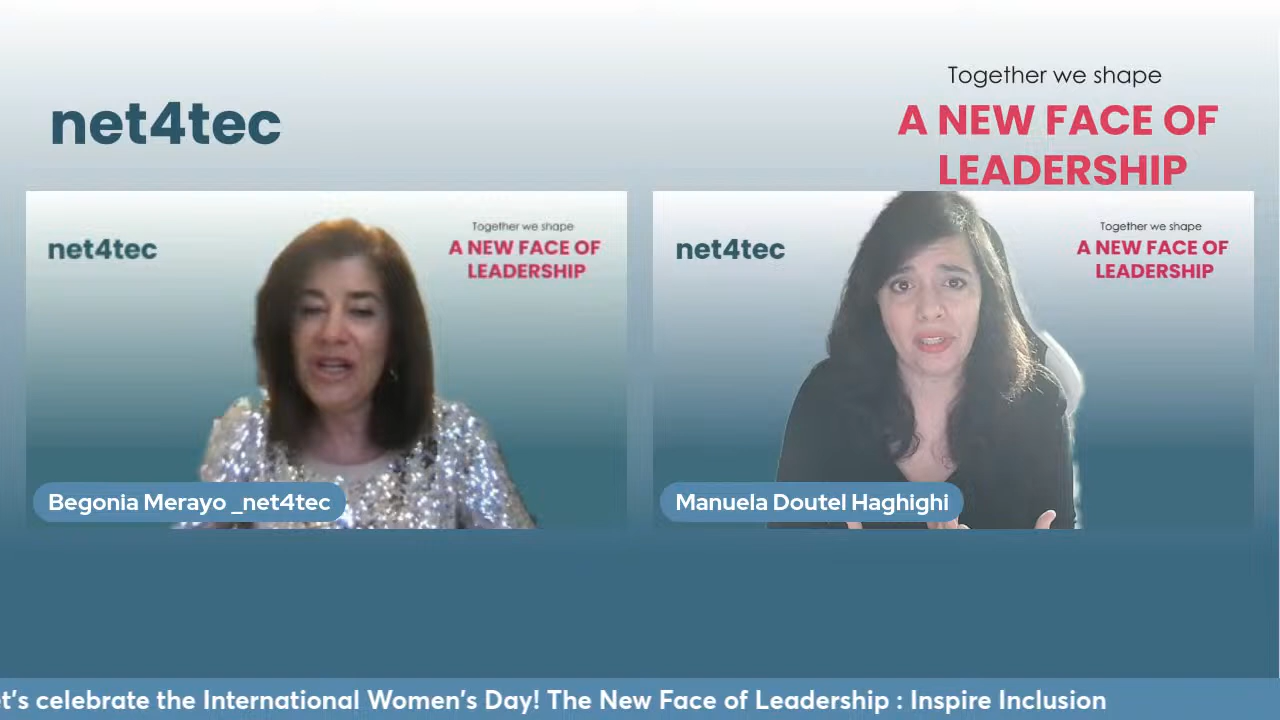 Together we shape
net4tec
A NEW FACE OF
LEADERSHIP
net4tec
Together we shape
A NEW FACE OF
LEADERSHIP
net4tec
Together we shape
A NEW FACE OF
LEADERSHIP
Begonia Merayo _net4tec
Manuela Doutel Haghighi
et's celebrate the International Women's Day! The New Face of Leadership : Inspire Inclusion